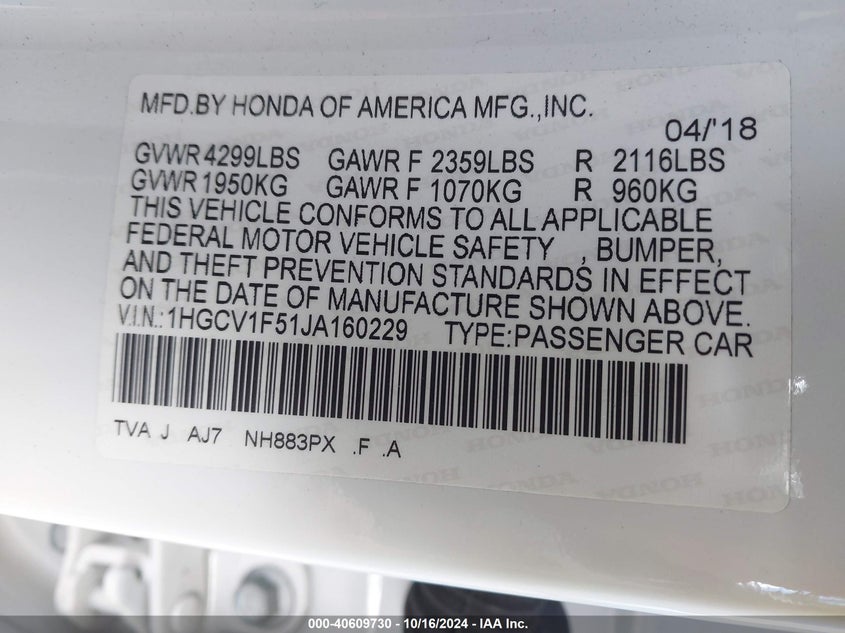 MFD.BY HONDA OF AMERICA MFG.,INC.
04/'18
GVWR 4299LBS GAWR F 2359LBS R 2116LBS
GVWR 1950KG GAWR F 1070KG R 960KG
THIS VEHICLE CONFORMS TO ALL APPLICABLE
FEDERAL MOTOR VEHICLE SAFETY , BUMPER,
AND THEFT PREVENTION STANDARDS IN EFFECT
ON THE DATE OF MANUFACTURE SHOWN ABOVE.
V.I.N.: 1HGCV1F51JA160229 TYPE:PASSENGER CAR
TVA J AJ7 NH883PX .F .A
000-40609730 - 10/16/2024 - IAA Inc.